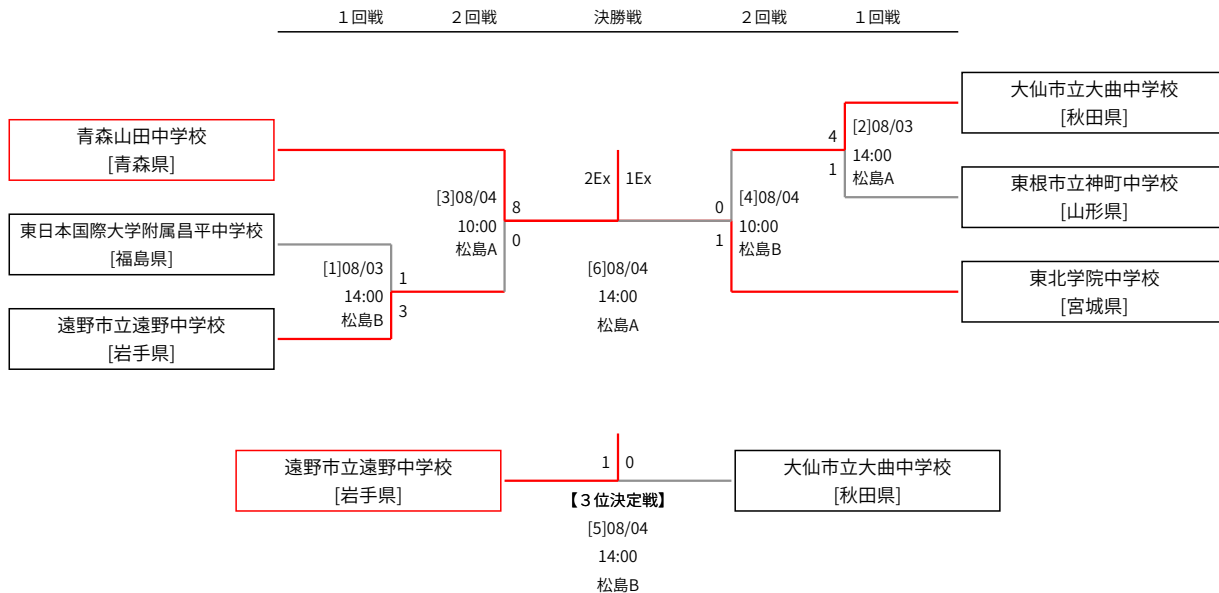 １回戦
２回戦
決勝戦
２回戦
１回戦
青森山田中学校
[青森県]
東日本国際大学附属昌平中学校
[福島県]
遠野市立遠野中学校
[岩手県]
[1]08/03
14:00
松島B
1
3
[3]08/04
10:00
松島A
8
0
2Ex
1Ex
[6]08/04
14:00
松島A
0
1
[4]08/04
10:00
松島B
4
1
[2]08/03
14:00
松島A
大仙市立大曲中学校
[秋田県]
東根市立神町中学校
[山形県]
東北学院中学校
[宮城県]
遠野市立遠野中学校
[岩手県]
1
0
【３位決定戦】
[5]08/04
14:00
松島B
大仙市立大曲中学校
[秋田県]